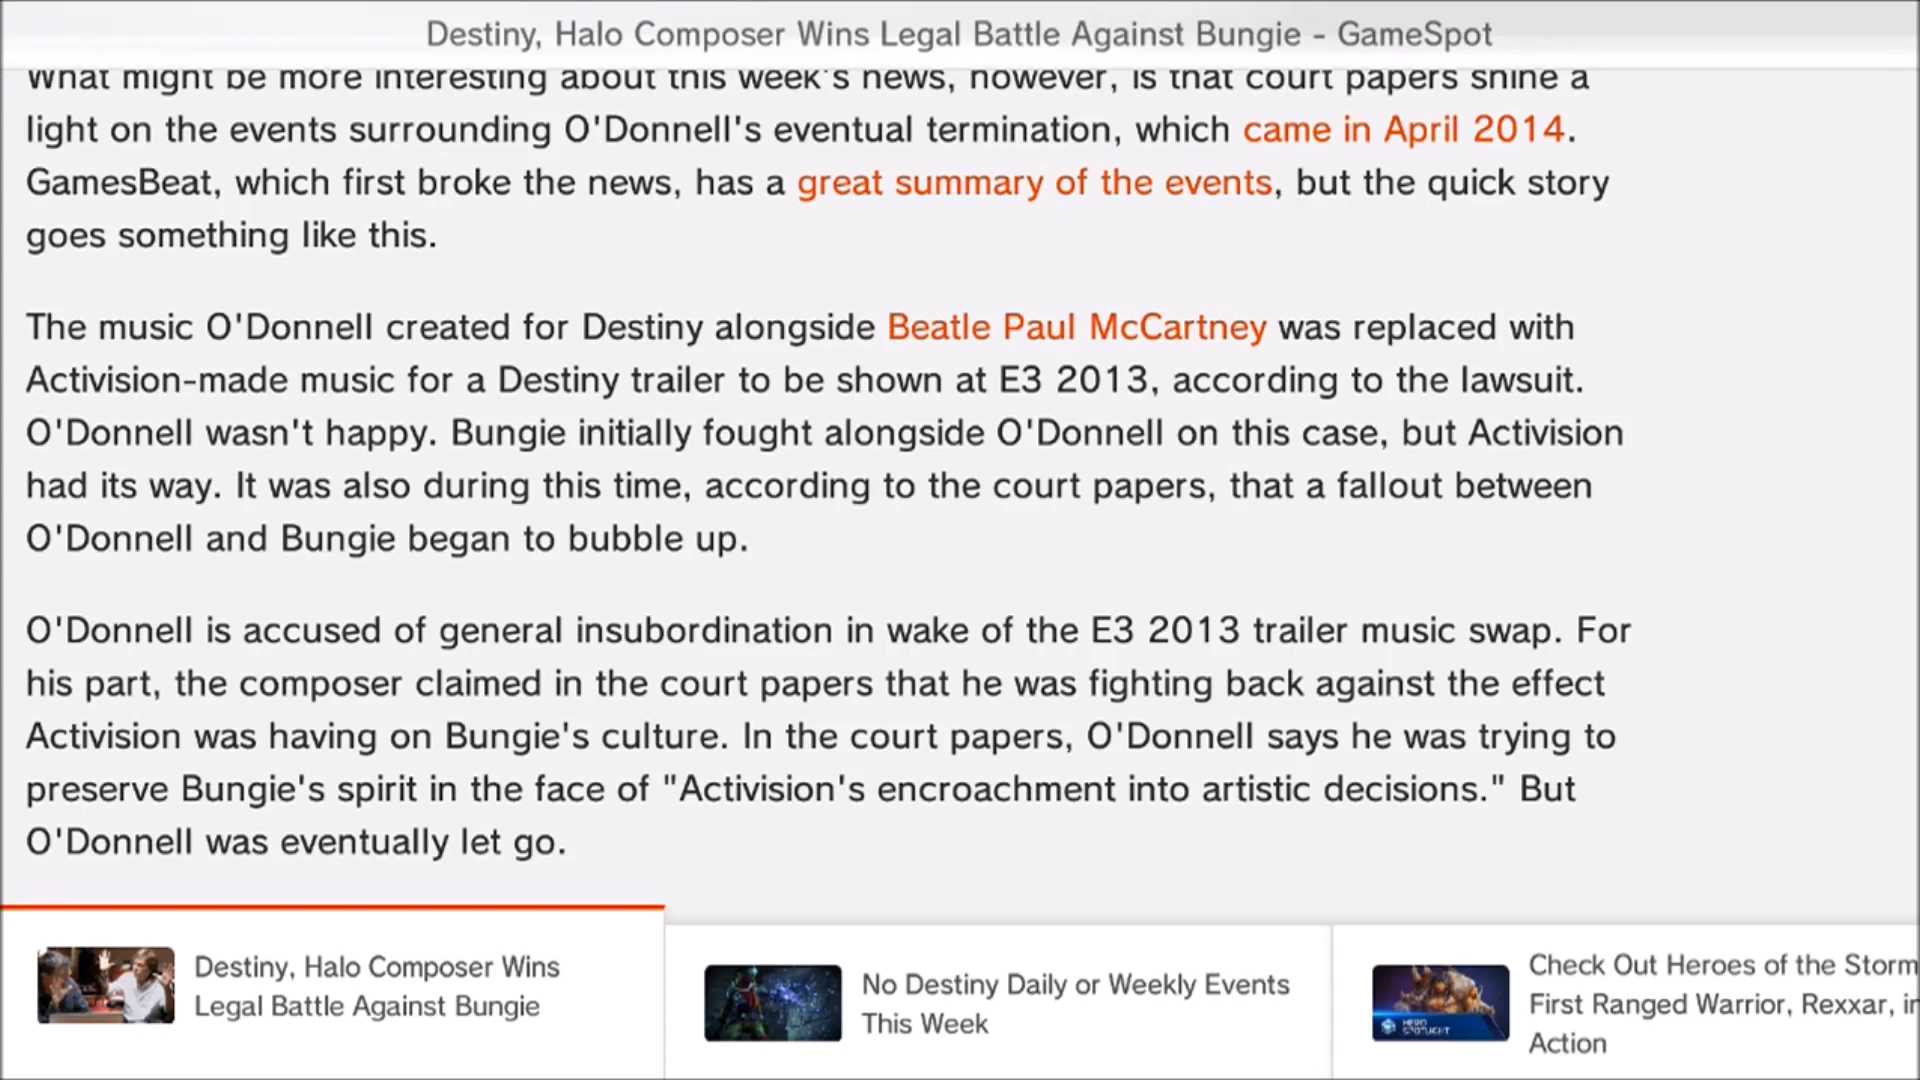 Destiny, Halo Composer Wins Legal Battle Against Bungie - GameSpot
What might be more interesting about this week's news, however, is that court papers shine a
light on the events surrounding O'Donnell's eventual termination, which came in April 2014.
GamesBeat, which first broke the news, has a great summary of the events, but the quick story
goes something like this.
The music O'Donnell created for Destiny alongside Beatle Paul McCartney was replaced with
Activision-made music for a Destiny trailer to be shown at E3 2013, according to the lawsuit.
O'Donnell wasn't happy. Bungie initially fought alongside O'Donnell on this case, but Activision
had its way. It was also during this time, according to the court papers, that a fallout between
O'Donnell and Bungie began to bubble up.
O'Donnell is accused of general insubordination in wake of the E3 2013 trailer music swap. For
his part, the composer claimed in the court papers that he was fighting back against the effect
Activision was having on Bungie's culture. In the court papers, O'Donnell says he was trying to
preserve Bungie's spirit in the face of "Activision's encroachment into artistic decisions." But
O'Donnell was eventually let go.
Destiny, Halo Composer Wins
Legal Battle Against Bungie
No Destiny Daily or Weekly Events
This Week
HERO
SPOTLIGHT
Check Out Heroes of the Storm
First Ranged Warrior, Rexxar, in
Action